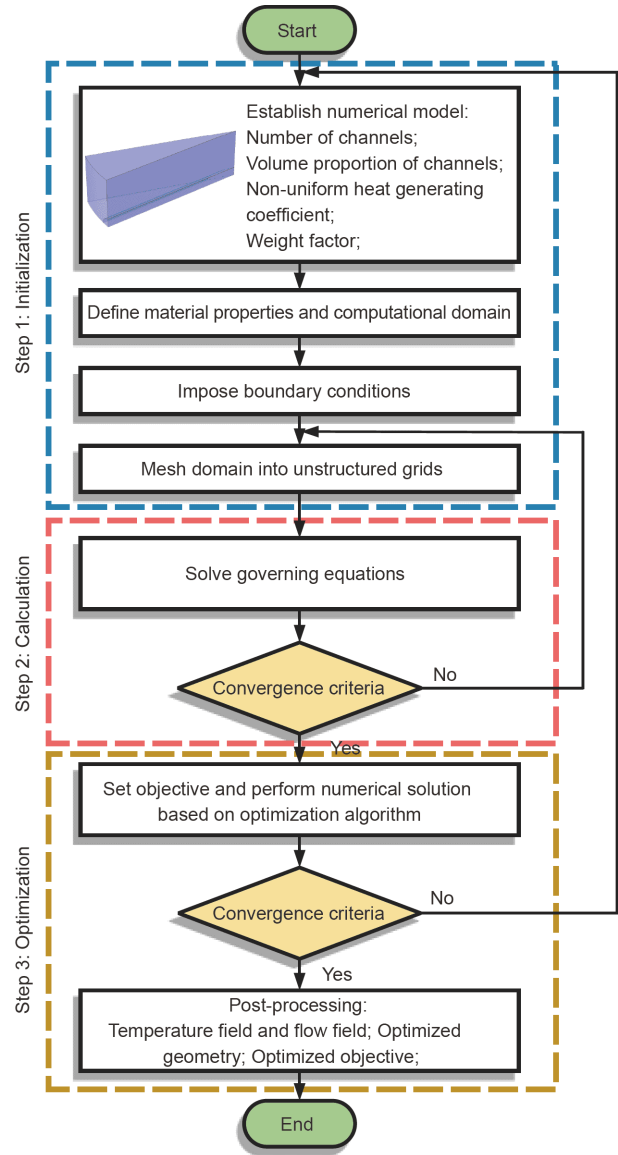 Start
Step 1: Initialization
Establish numerical model:
Number of channels;
Volume proportion of channels;
Non-uniform heat generating
coefficient;
Weight factor;
Define material properties and computational domain
Impose boundary conditions
Mesh domain into unstructured grids
Step 2: Calculation
Solve governing equations
Convergence criteria
No
Yes
Step 3: Optimization
Set objective and perform numerical solution
based on optimization algorithm
Convergence criteria
No
Yes
Post-processing:
Temperature field and flow field; Optimized
geometry; Optimized objective;
End